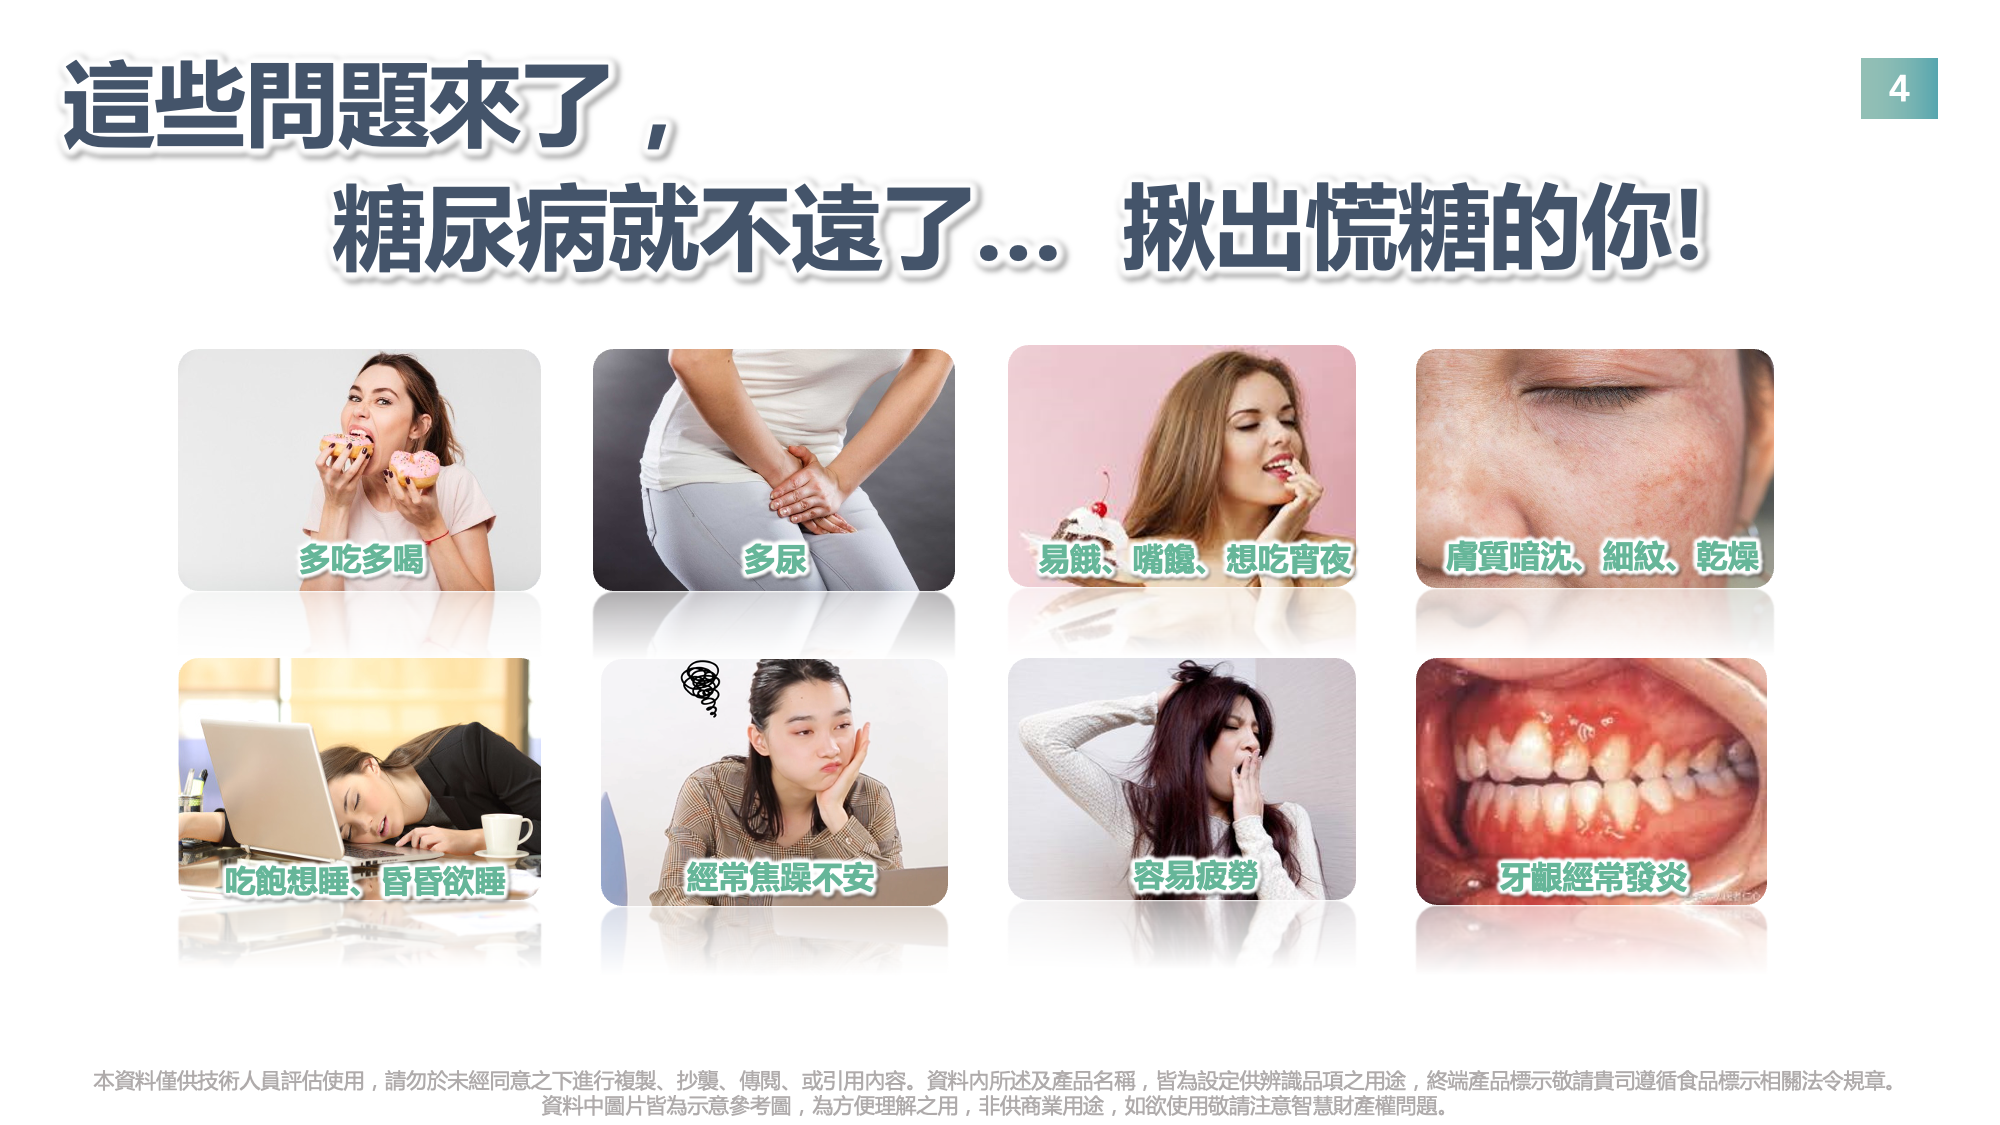 這些問題來了，
4
糖尿病就不遠了... 揪出慌糖的你!
多吃多喝
多尿
易餓、嘴饞、想吃宵夜
膚質暗沈、細紋、乾燥
吃飽想睡、昏昏欲睡
經常焦躁不安
容易疲勞
牙齦經常發炎
本資料僅供技術人員評估使用，請勿於未經同意之下進行複製、抄襲、傳閱、或引用內容。資料內所述及產品名稱，皆為設定供辨識品項之用途，終端產品標示敬請貴司遵循食品標示相關法令規章。
資料中圖片皆為示意參考圖，為方便理解之用，非供商業用途，如欲使用敬請注意智慧財產權問題。